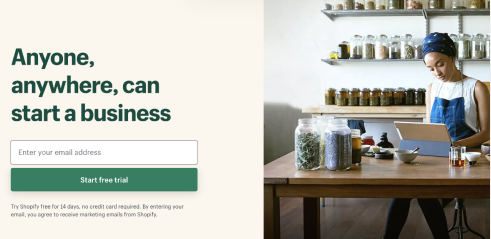 Anyone,
anywhere, can
start a business
Enter your email address
Start free trial
Try Shopify free for 14 days, no credit card required. By entering your
email, you agree to receive marketing emails from Shopify.